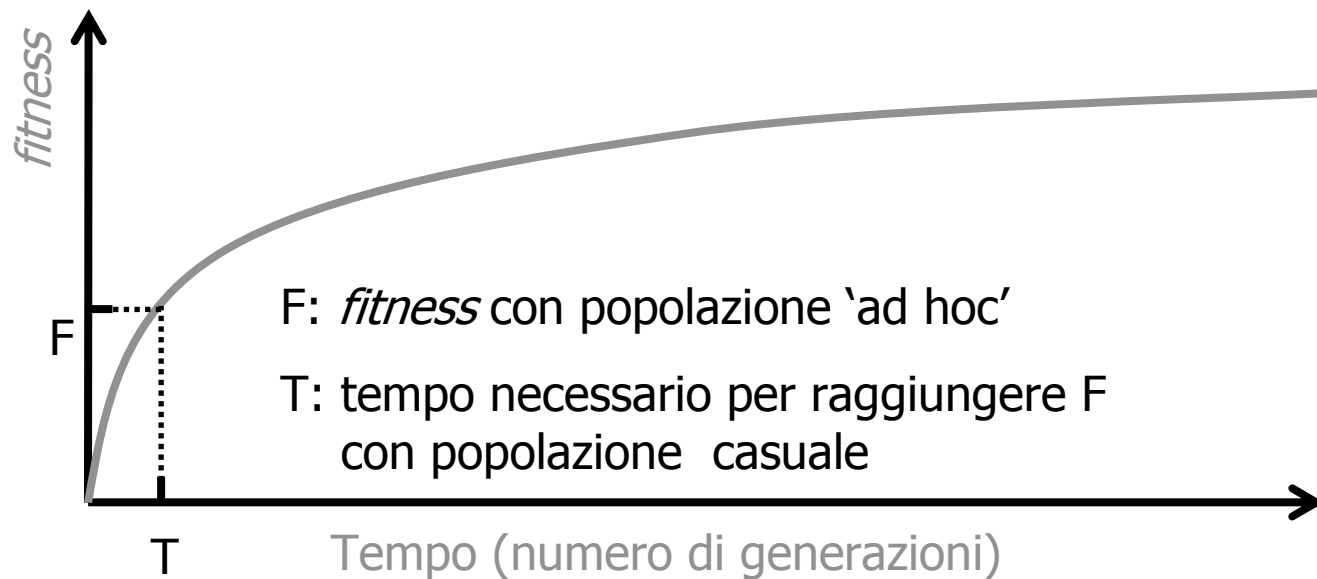 fitness
F
F: fitness con popolazione ‘ad hoc’
T: tempo necessario per raggiungere F
con popolazione  casuale
T
Tempo (numero di generazioni)